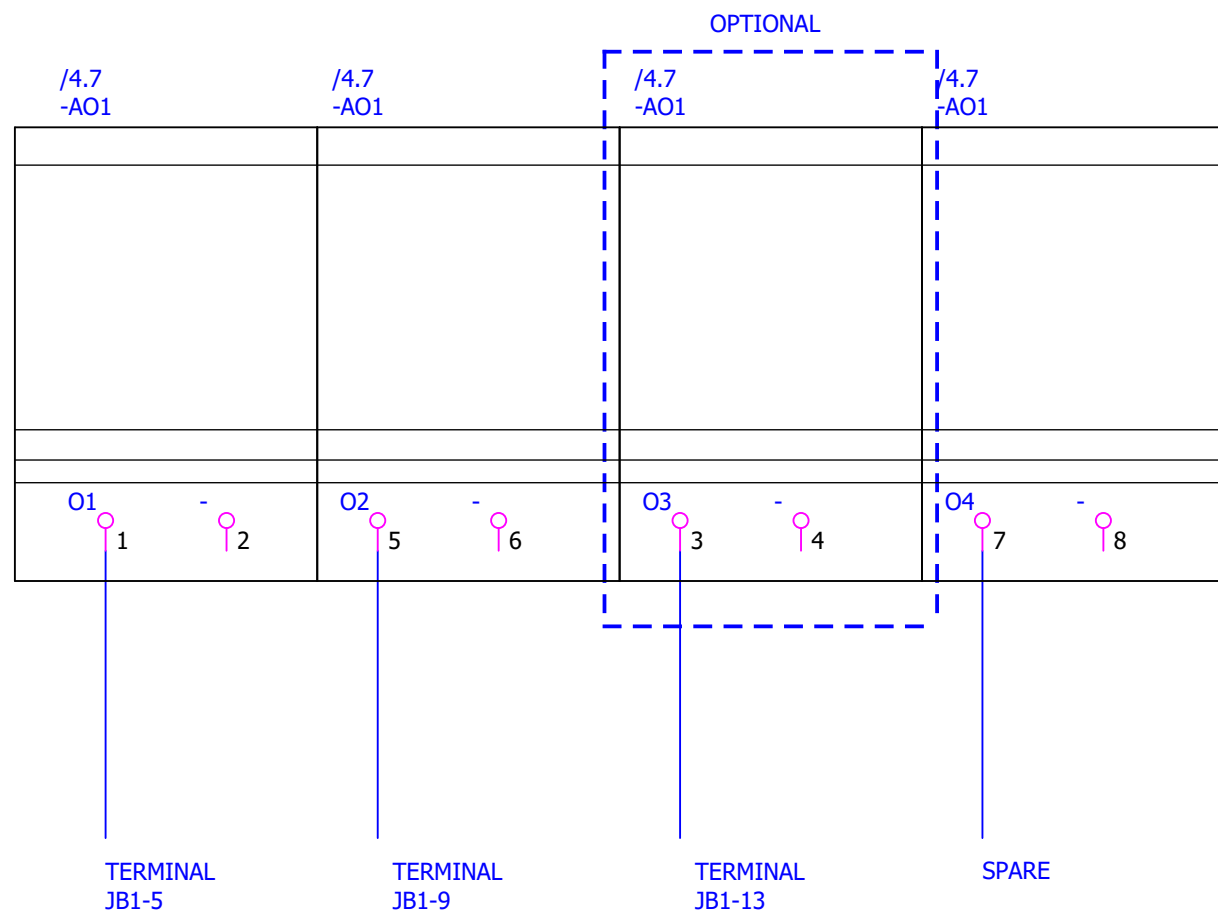 OPTIONAL
/4.7 /4.7 /4.7 /4.7
-AO1 -AO1 -AO1 -AO1
O1 - O2 - O3 - O4 -
1 2 5 6 3 4 7 8
TERMINAL TERMINAL TERMINAL SPARE
JB1-5 JB1-9 JB1-13